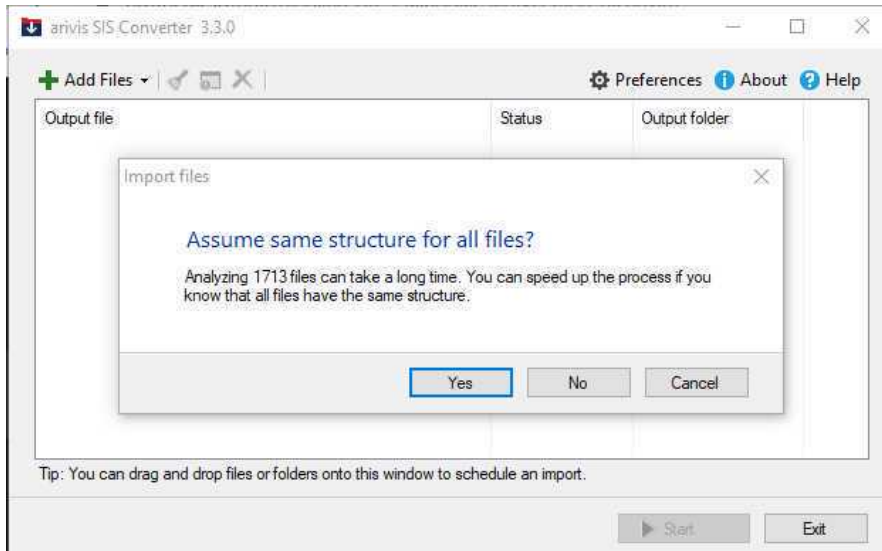 arivis SIS Converter 3.3.0
Add Files Preferences About Help
Output file Status Output folder
Import files
Assume same structure for all files?
Analyzing 1713 files can take a long time. You can speed up the process if you
know that all files have the same structure.
Yes No Cancel
Tip: You can drag and drop files or folders onto this window to schedule an import.
Start Exit